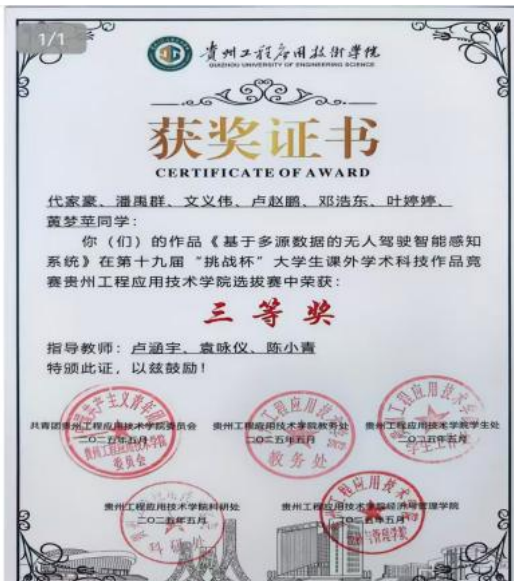 1/1
贵州工程应用技术学院
GUIZHOU UNIVERSITY OF ENGINEERING SCIENCE
获奖证书
CERTIFICATE OF AWARD
代家豪、潘禹群、文义伟、卢赵鹏、邓浩东、叶婷婷、
黄梦苹同学：
你（们）的作品《基于多源数据的无人驾驶智能感知
系统》在第十九届“挑战杯”大学生课外学术科技作品竞
赛贵州工程应用技术学院选拔赛中荣获：
三等奖
指导教师：卢涵宇、袁咏仪、陈小青
特颁此证，以兹鼓励！
共青团贵州工程应用技术学院委员会 贵州工程应用技术学院教务处 贵州工程应用技术学院学生处
二〇二五年五月 二〇二五年五月 二〇二五年五月
委员会 教务处
贵州工程应用技术学院科研处 贵州工程应用技术学院经济与管理学院
二〇二五年五月 二〇二五年五月
科研处